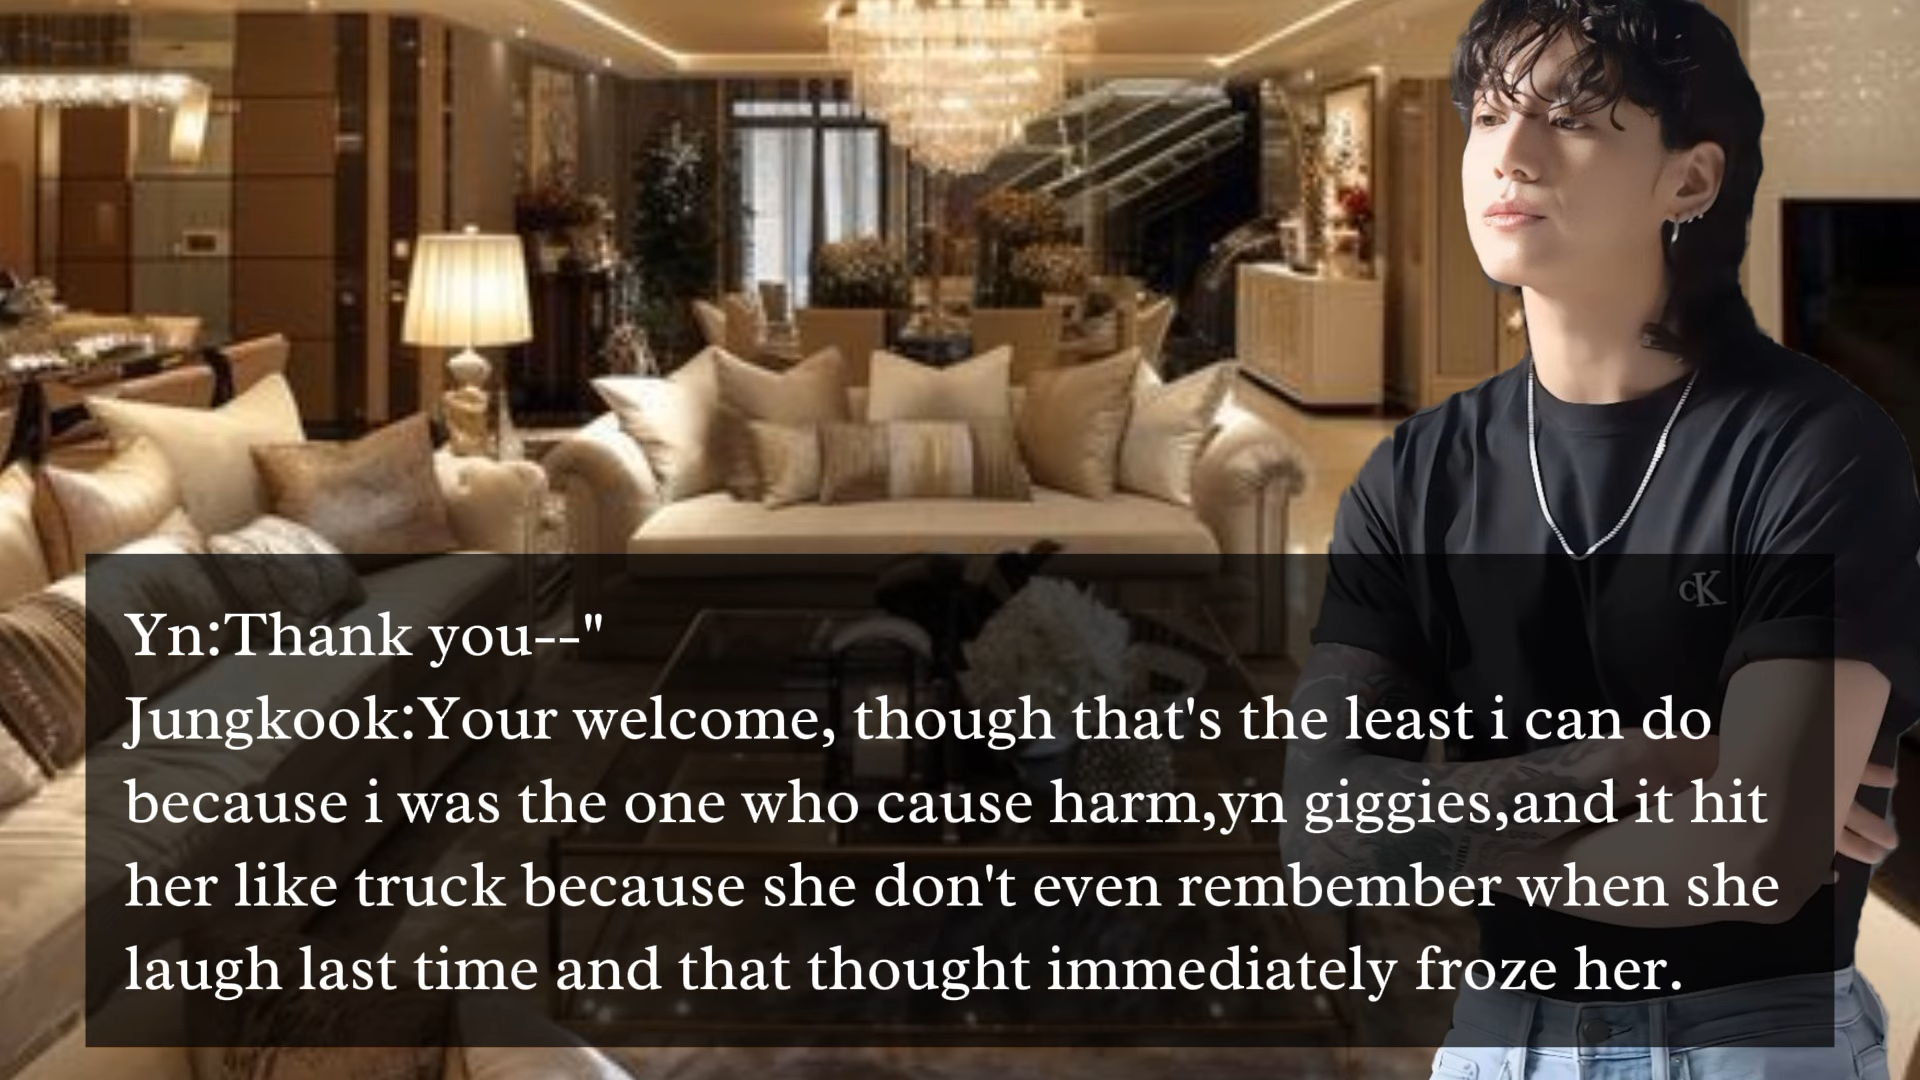 cK
Yn:Thank you--"
Jungkook:Your welcome, though that's the least i can do
because i was the one who cause harm,yn giggies,and it hit
her like truck because she don't even rembember when she
laugh last time and that thought immediately froze her.